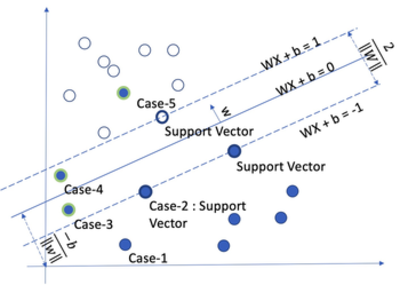 WX + b = 1
2
||W||
WX + b = 0
Case-5
w
Support Vector
WX + b = -1
Support Vector
Case-4
Case-2 : Support
Vector
Case-3
-b
||w||
Case-1